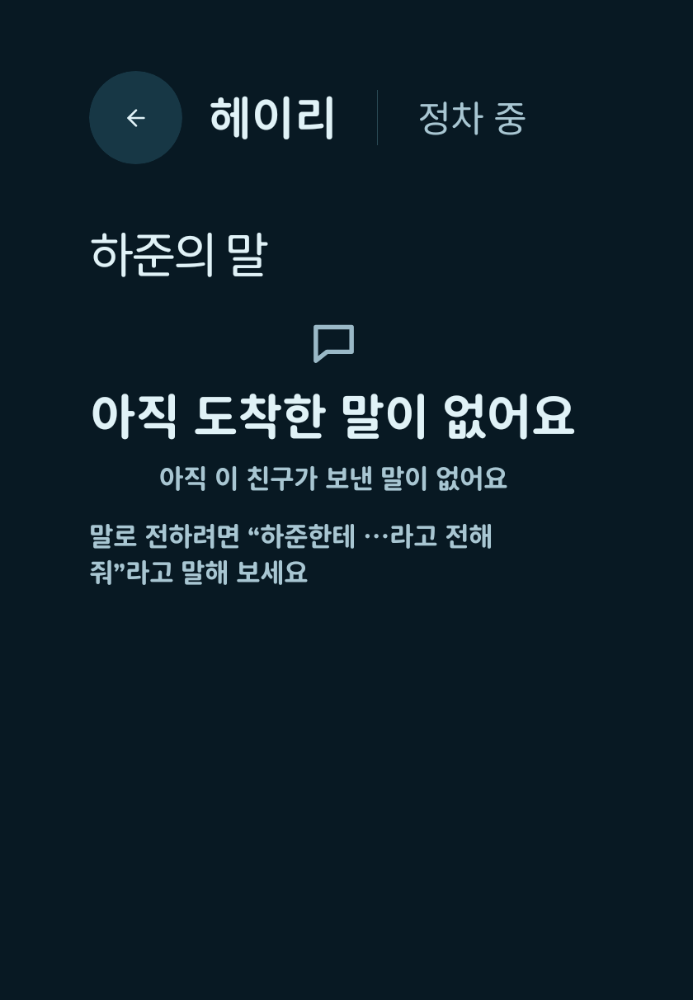 헤이리
정차 중
하준의 말
아직 도착한 말이 없어요
아직 이 친구가 보낸 말이 없어요
말로 전하려면 “하준한테 …라고 전해
줘”라고 말해 보세요